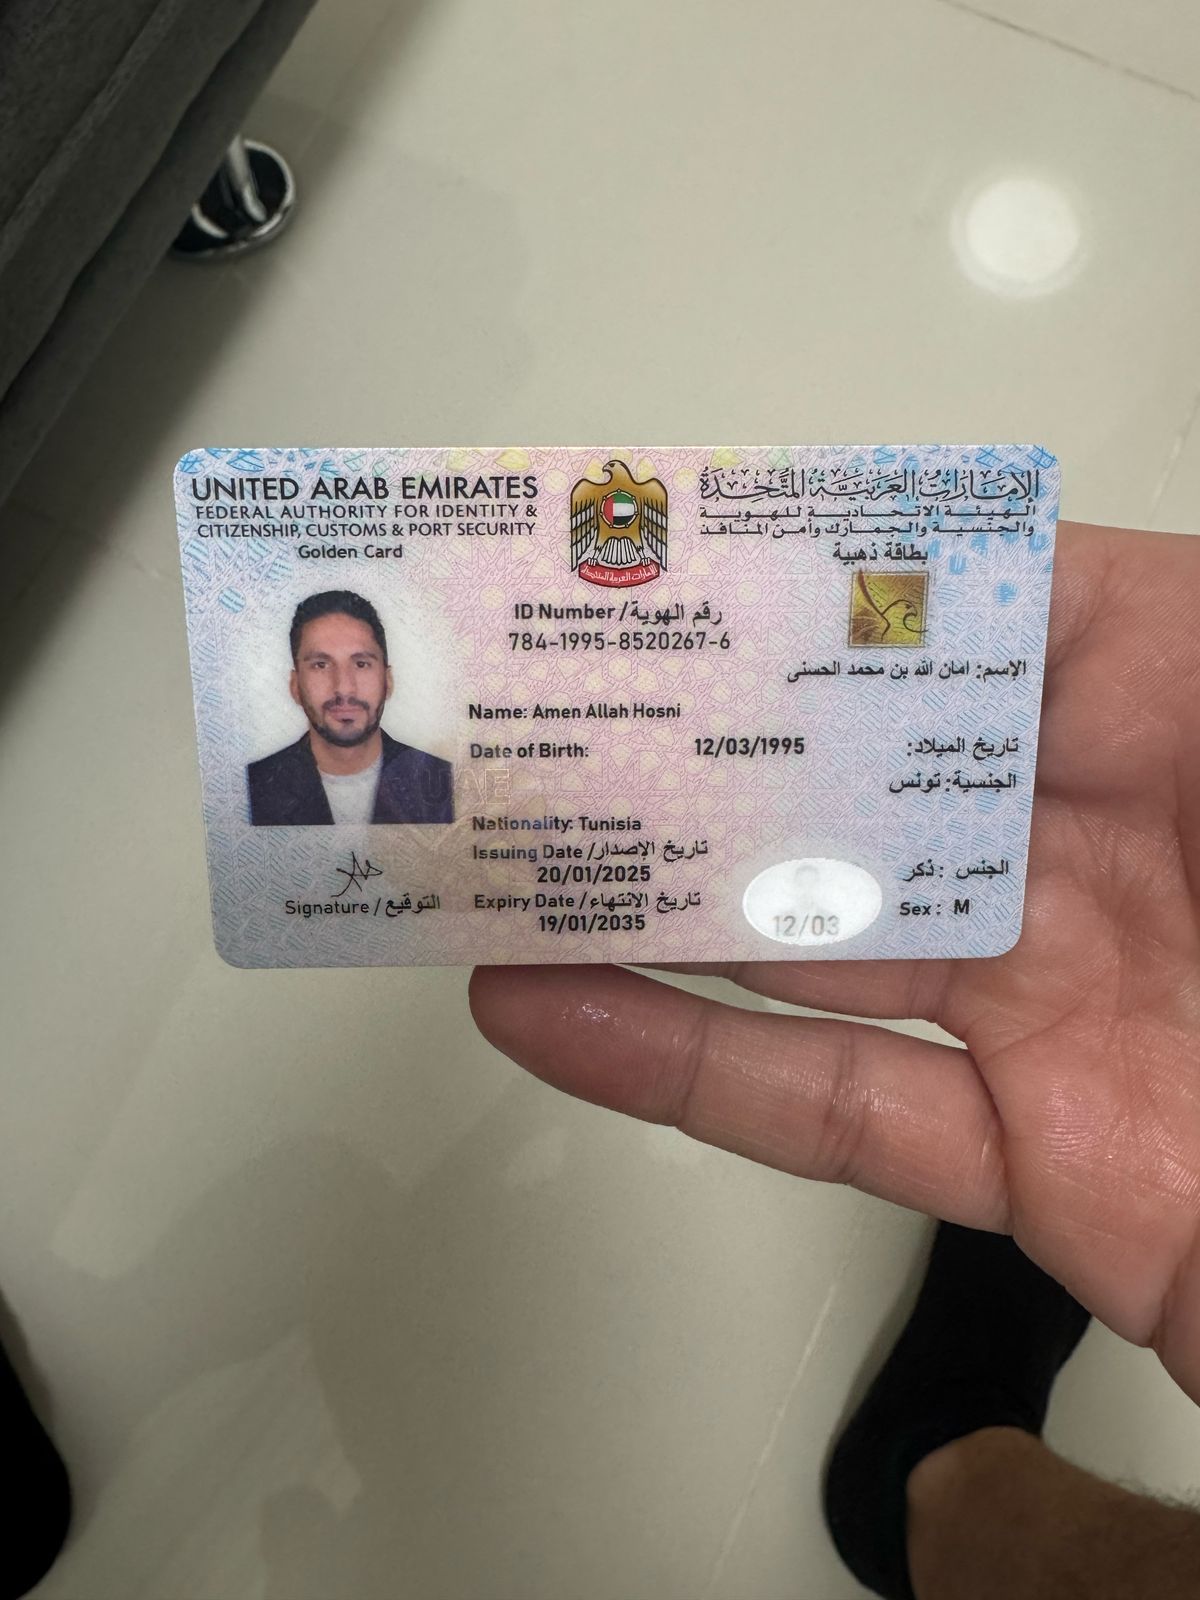 UNITED ARAB EMIRATES
FEDERAL AUTHORITY FOR IDENTITY &
CITIZENSHIP, CUSTOMS & PORT SECURITY
Golden Card
الإمارات العربية المتحدة
الهيئة الاتحادية للهوية
والجنسية والجمارك وأمن المنافذ
بطاقة ذهبية
الإمارات العربية المتحدة
ID Number / رقم الهوية
784-1995-8520267-6
الإسم: امان الله بن محمد الحسنى
Name: Amen Allah Hosni
Date of Birth: 12/03/1995 تاريخ الميلاد:
الجنسية: تونس
UAE
Nationality: Tunisia
Issuing Date / تاريخ الإصدار
20/01/2025
Expiry Date / تاريخ الانتهاء
19/01/2035
الجنس : ذكر
Sex: M
12/03
Signature / التوقيع